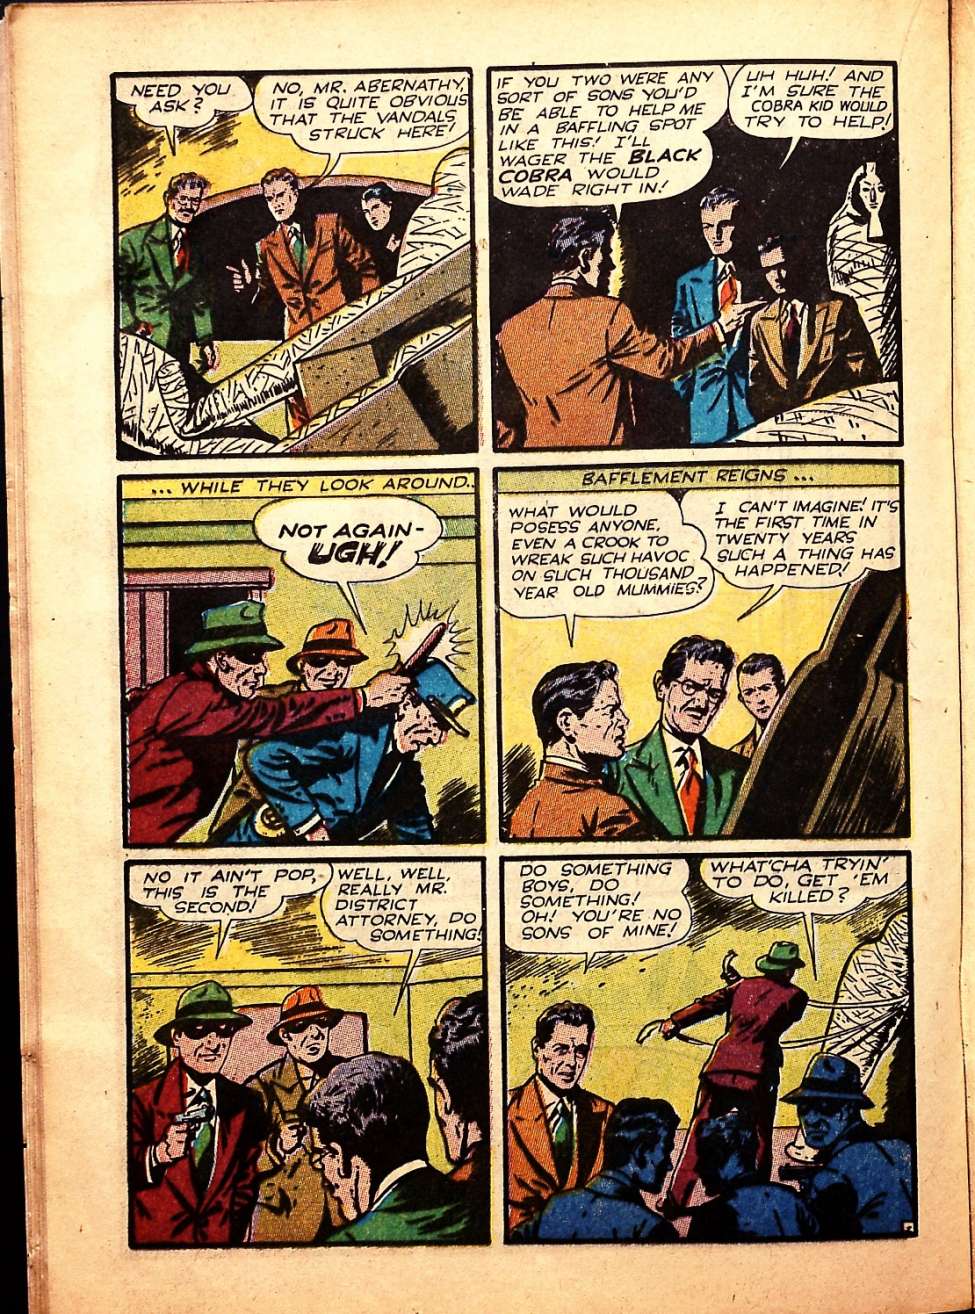 NEED YOU
ASK?
NO, MR. ABERNATHY,
IT IS QUITE OBVIOUS
THAT THE VANDALS
STRUCK HERE!
IF YOU TWO WERE ANY
SORT OF SONS YOU'D
BE ABLE TO HELP ME
IN A BAFFLING SPOT
LIKE THIS! I'LL
WAGER THE BLACK
COBRA WOULD
WADE RIGHT IN!
UH HUH! AND
I'M SURE THE
COBRA KID WOULD
TRY TO HELP!
... WHILE THEY LOOK AROUND..
NOT AGAIN-
UGH!
BAFFLEMENT REIGNS ...
WHAT WOULD
POSESS ANYONE,
EVEN A CROOK TO
WREAK SUCH HAVOC
ON SUCH THOUSAND
YEAR OLD MUMMIES?
I CAN'T IMAGINE! IT'S
THE FIRST TIME IN
TWENTY YEARS
SUCH A THING HAS
HAPPENED!
NO IT AIN'T POP,
THIS IS THE
SECOND!
WELL, WELL,
REALLY MR.
DISTRICT
ATTORNEY, DO
SOMETHING!
DO SOMETHING
BOYS, DO
SOMETHING!
OH! YOU'RE NO
SONS OF MINE!
WHAT'CHA TRYIN'
TO DO, GET 'EM
KILLED?